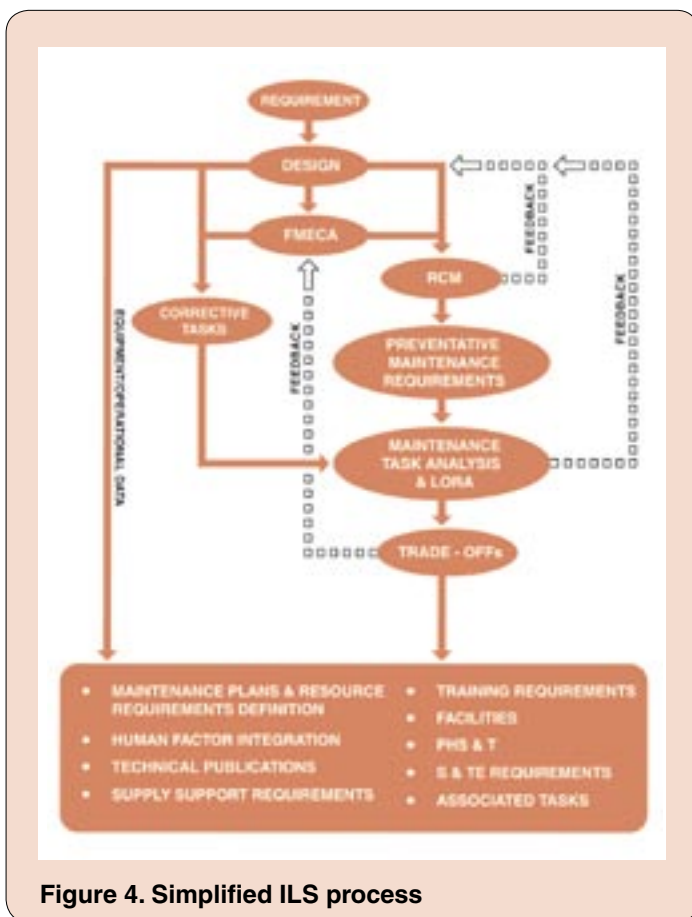 REQUIREMENT
DESIGN
FMECA
RCM
FEEDBACK
FEEDBACK
FEEDBACK
CORRECTIVE
TASKS
EQUIPMENT/OPERATIONAL DATA
PREVENTATIVE
MAINTENANCE
REQUIREMENTS
MAINTENANCE
TASK ANALYSIS
& LORA
TRADE - OFFs
• MAINTENANCE PLANS & RESOURCE
REQUIREMENTS DEFINITION
• HUMAN FACTOR INTEGRATION
• TECHNICAL PUBLICATIONS
• SUPPLY SUPPORT REQUIREMENTS
• TRAINING REQUIREMENTS
• FACILITIES
• PHS & T
• S & TE REQUIREMENTS
• ASSOCIATED TASKS
Figure 4. Simplified ILS process